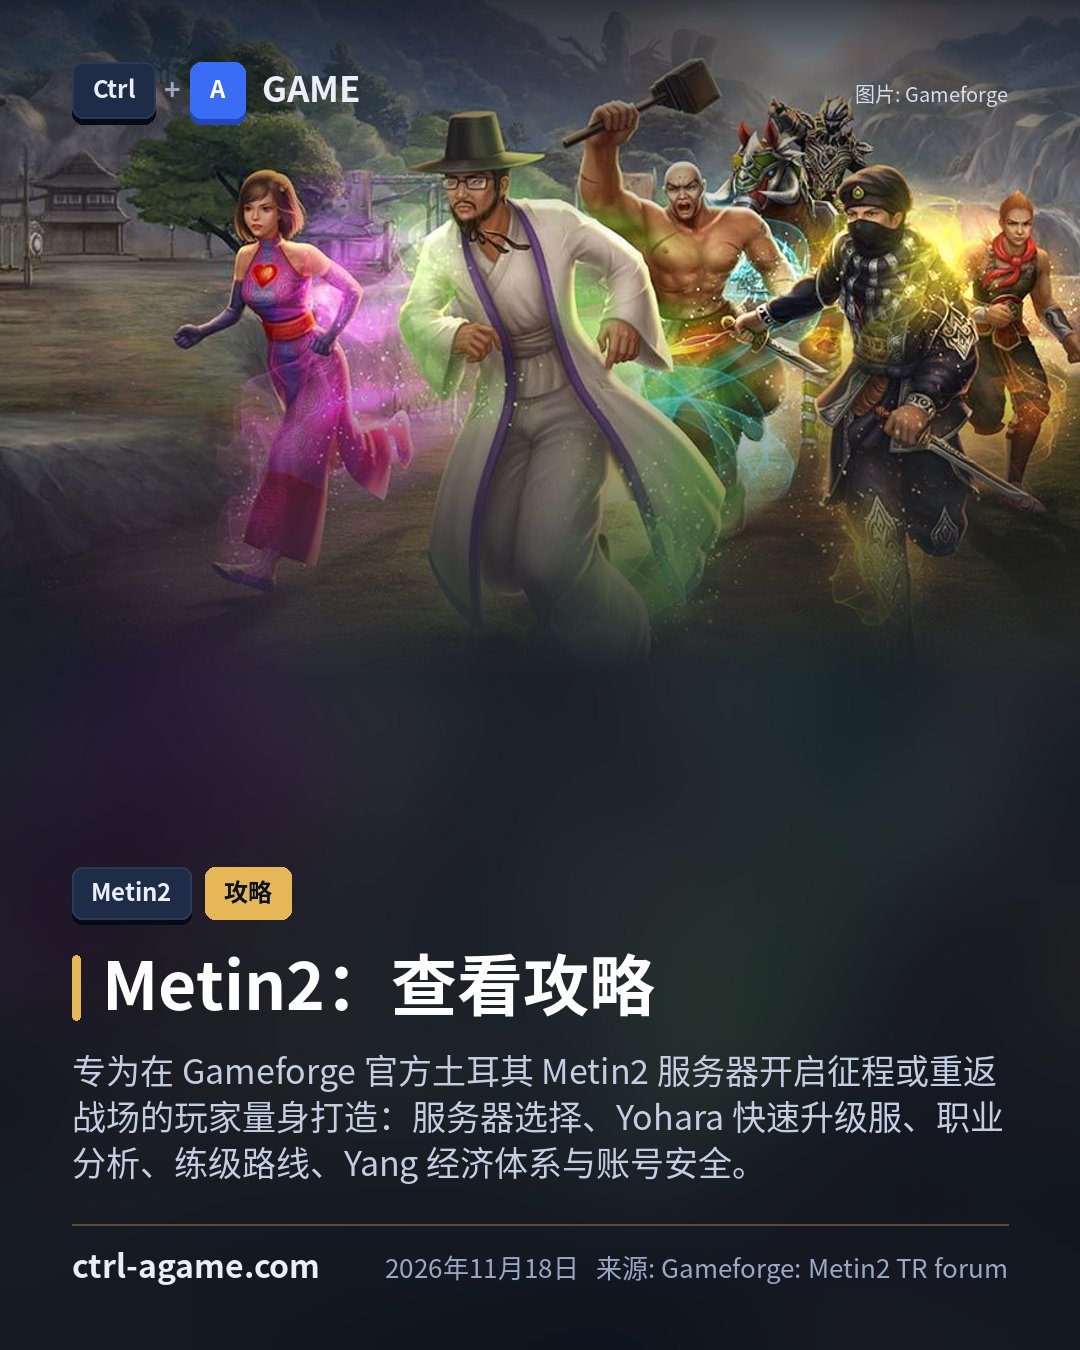 Ctrl + A GAME
图片: Gameforge
Metin2 攻略
Metin2：查看攻略
专为在 Gameforge 官方土耳其 Metin2 服务器开启征程或重返
战场的玩家量身打造：服务器选择、Yohara 快速升级服、职业
分析、练级路线、Yang 经济体系与账号安全。
ctrl-agame.com 2026年11月18日 来源: Gameforge: Metin2 TR forum